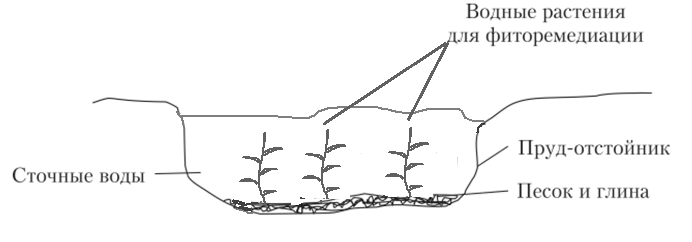 Водные растения
для фиторемедиации
Пруд-отстойник
Сточные воды
Песок и глина